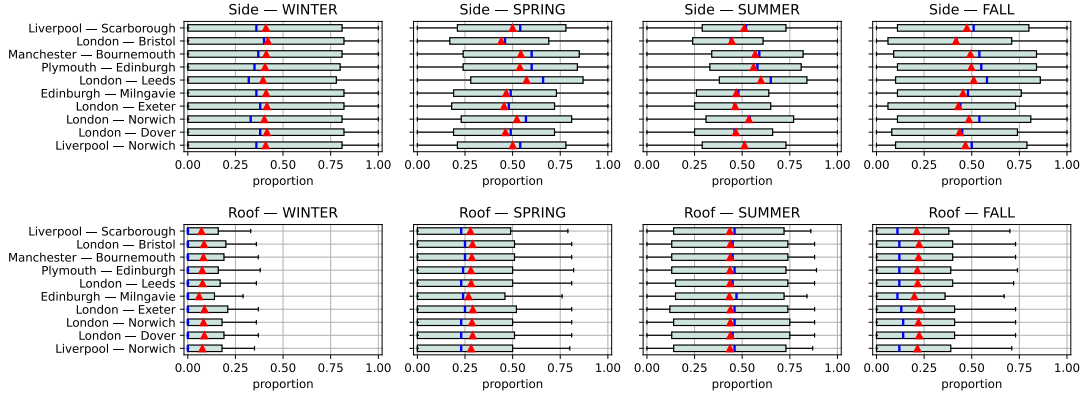 Side — WINTER
Side — SPRING
Side — SUMMER
Side — FALL
Liverpool — Scarborough
London — Bristol
Manchester — Bournemouth
Plymouth — Edinburgh
London — Leeds
Edinburgh — Milngavie
London — Exeter
London — Norwich
London — Dover
Liverpool — Norwich
0.00 0.25 0.50 0.75 1.00
0.00 0.25 0.50 0.75 1.00
0.00 0.25 0.50 0.75 1.00
0.00 0.25 0.50 0.75 1.00
proportion
proportion
proportion
proportion
Roof — WINTER
Roof — SPRING
Roof — SUMMER
Roof — FALL
Liverpool — Scarborough
London — Bristol
Manchester — Bournemouth
Plymouth — Edinburgh
London — Leeds
Edinburgh — Milngavie
London — Exeter
London — Norwich
London — Dover
Liverpool — Norwich
0.00 0.25 0.50 0.75 1.00
0.00 0.25 0.50 0.75 1.00
0.00 0.25 0.50 0.75 1.00
0.00 0.25 0.50 0.75 1.00
proportion
proportion
proportion
proportion